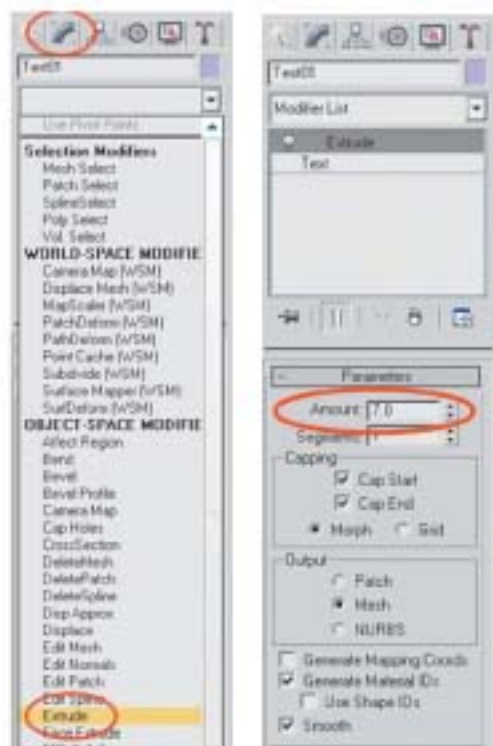 Text01
Use Pivot Points
Selection Modifiers
Mesh Select
Patch Select
SplineSelect
Poly Select
Vol. Select
WORLD-SPACE MODIFIE
Camera Map (WSM)
Displace Mesh (WSM)
MapScaler (WSM)
PatchDeform (WSM)
PathDeform (WSM)
Point Cache (WSM)
Subdivide (WSM)
Surface Mapper (WSM)
SurfDeform (WSM)
OBJECT-SPACE MODIFIE
Affect Region
Bend
Bevel
Bevel Profile
Camera Map
Cap Holes
CrossSection
DeleteMesh
DeletePatch
DeleteSpline
Disp Approx
Displace
Edit Mesh
Edit Normals
Edit Patch
Edit Spline
Extrude
Face Extrude
Text01
Modifier List
Extrude
Text
- Parameters
Amount: 7.0
Segments: 1
Capping
Cap Start
Cap End
Morph Grid
Output
Patch
Mesh
NURBS
Generate Mapping Coords.
Generate Material IDs
Use Shape IDs
Smooth